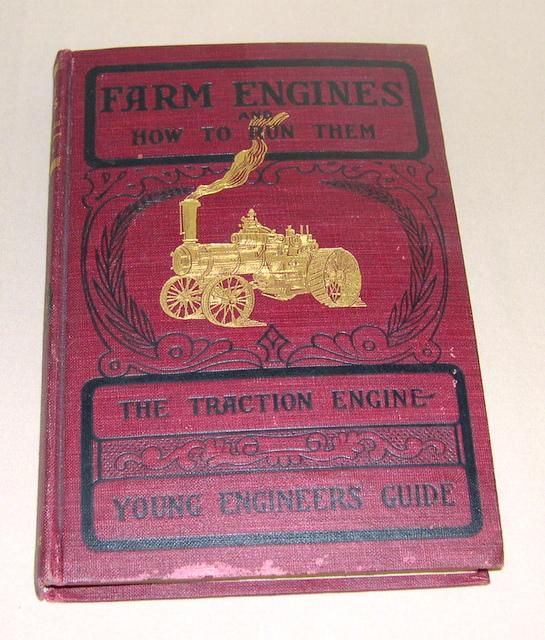 FARM ENGINES
AND
HOW TO RUN THEM
THE TRACTION ENGINE
YOUNG ENGINEERS GUIDE